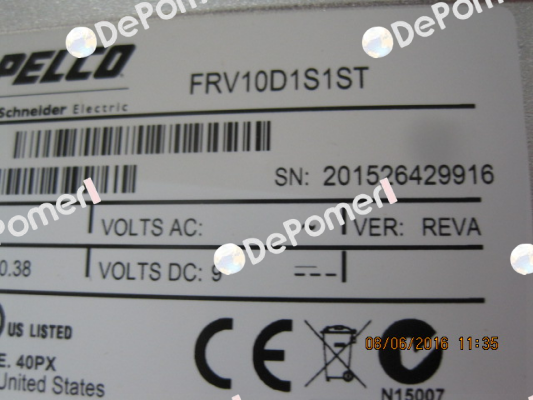 PELCO
Schneider Electric
FRV10D1S1ST
SN: 201526429916
VOLTS AC: ~
VER: REVA
0.38
VOLTS DC: 9
US LISTED
E. 40PX
United States
CE
N15007
08/06/2016 11:35
DePomeri
DePomeri
DePomeri
DePomeri